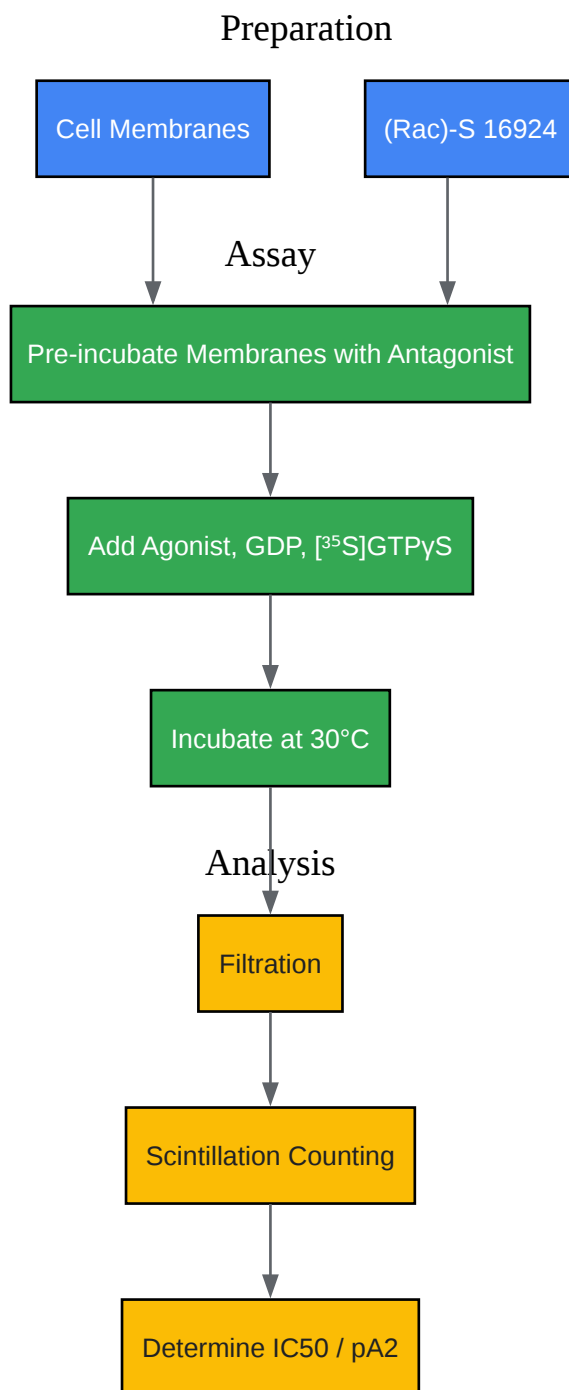 Preparation
Cell Membranes
(Rac)-S 16924
Assay
Pre-incubate Membranes with Antagonist
Add Agonist, GDP, [³⁵S]GTPγS
Incubate at 30°C
Analysis
Filtration
Scintillation Counting
Determine IC50 / pA2